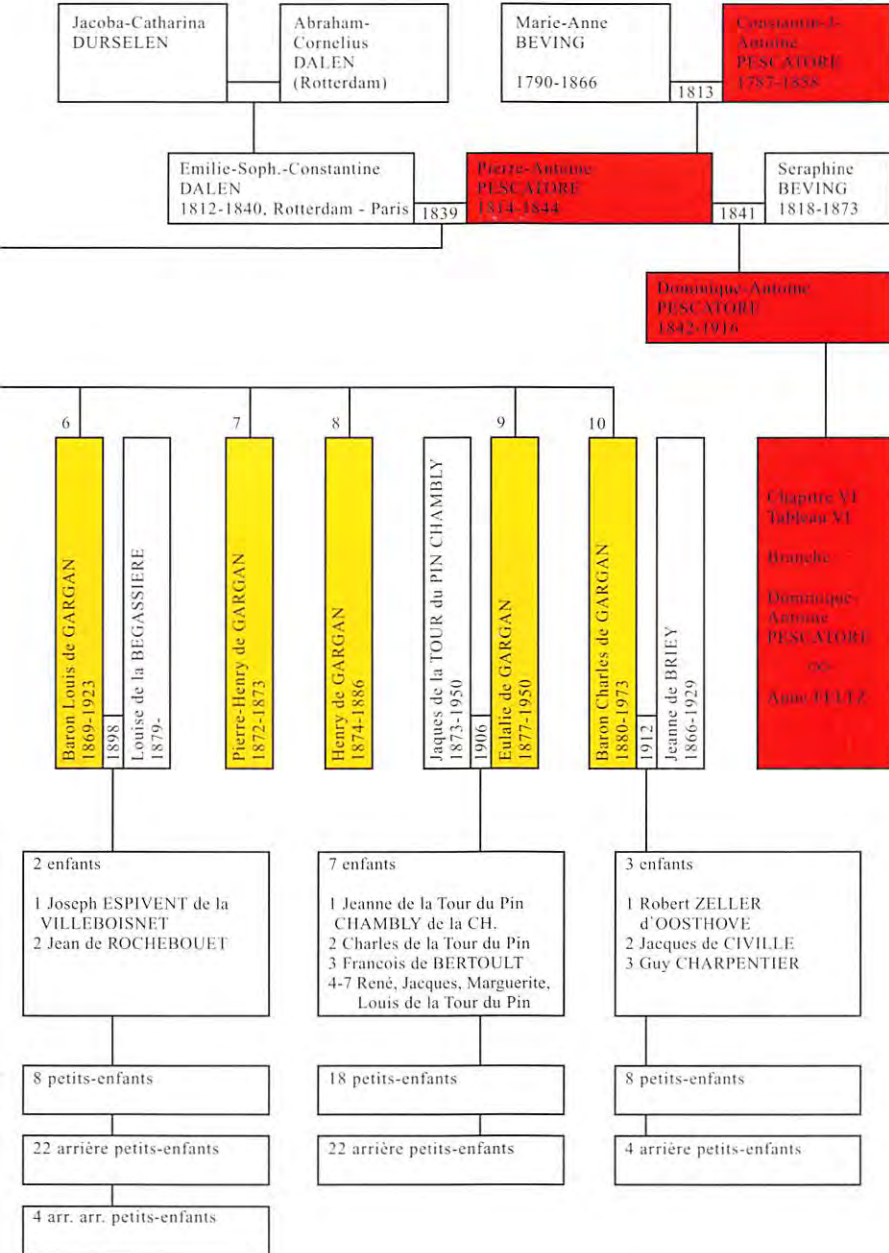 Jacoba-Catharina
DURSELEN
Abraham-
Cornelius
DALEN
(Rotterdam)
Marie-Anne
BEVING
1790-1866
1813
Constantin-J-
Antoine
PESCATORE
1787-1858
Emilie-Soph.-Constantine
DALEN
1812-1840, Rotterdam - Paris
1839
Pierre-Antoine
PESCATORE
1814-1844
1841
Seraphine
BEVING
1818-1873
Dominique-Antoine
PESCATORE
1842-1916
6
7
8
9
10
Baron Louis de GARGAN
1869-1923
1898
Louise de la BEGASSIERE
1879-
Pierre-Henry de GARGAN
1872-1873
Henry de GARGAN
1874-1886
Jaques de la TOUR du PIN CHAMBLY
1873-1950
1906
Eulalie de GARGAN
1877-1950
Baron Charles de GARGAN
1880-1973
1912
Jeanne de BRIEY
1866-1929
Chapitre VI
Tableau VI
Branche
Dominique-
Antoine
PESCATORE
∞
Anne FELTZ
2 enfants
1 Joseph ESPIVENT de la
VILLEBOISNET
2 Jean de ROCHEBOUET
7 enfants
1 Jeanne de la Tour du Pin
CHAMBLY de la CH.
2 Charles de la Tour du Pin
3 Francois de BERTOULT
4-7 René, Jacques, Marguerite,
Louis de la Tour du Pin
3 enfants
1 Robert ZELLER
d'OOSTHOVE
2 Jacques de CIVILLE
3 Guy CHARPENTIER
8 petits-enfants
18 petits-enfants
8 petits-enfants
22 arrière petits-enfants
22 arrière petits-enfants
4 arrière petits-enfants
4 arr. arr. petits-enfants